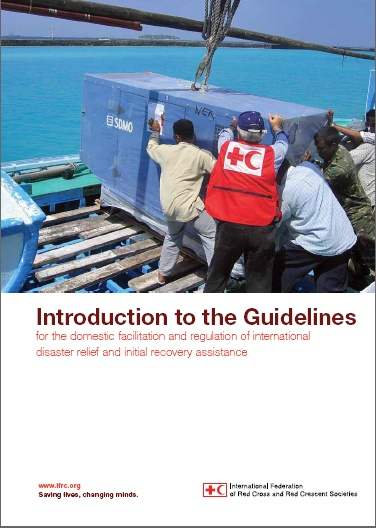 SDMO
NER
Introduction to the Guidelines
for the domestic facilitation and regulation of international
disaster relief and initial recovery assistance
www.ifrc.org
Saving lives, changing minds.
International Federation
of Red Cross and Red Crescent Societies